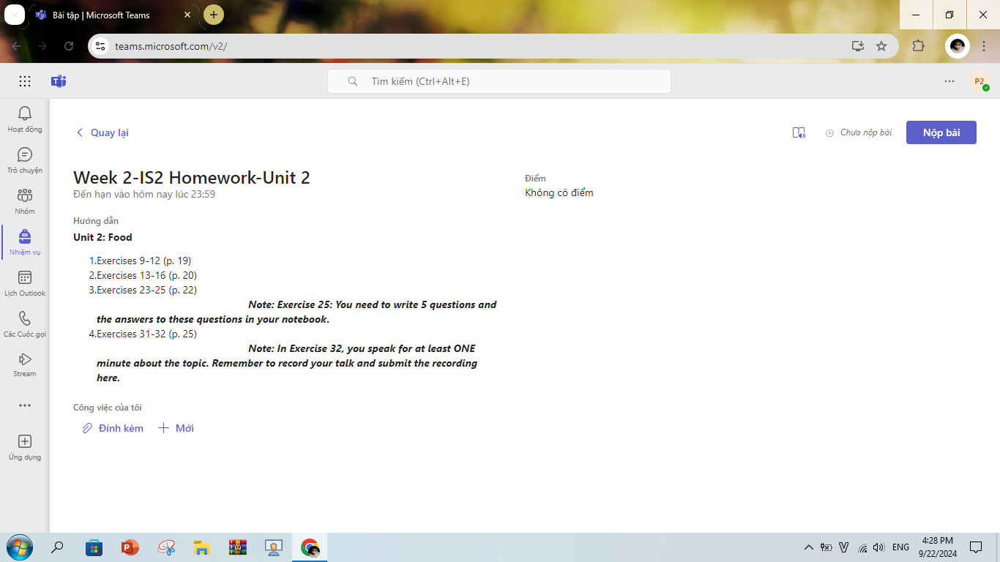 Bài tập | Microsoft Teams
teams.microsoft.com/v2/
Tìm kiếm (Ctrl+Alt+E)
P2
Hoạt động
Trò chuyện
Nhóm
Nhiệm vụ
Lịch Outlook
Các Cuộc gọi
Stream
Ứng dụng
Quay lại
Chưa nộp bài
Nộp bài
Week 2-IS2 Homework-Unit 2
Đến hạn vào hôm nay lúc 23:59
Điểm
Không có điểm
Hướng dẫn
Unit 2: Food
1.Exercises 9-12 (p. 19)
2.Exercises 13-16 (p. 20)
3.Exercises 23-25 (p. 22)
Note: Exercise 25: You need to write 5 questions and
the answers to these questions in your notebook.
4.Exercises 31-32 (p. 25)
Note: In Exercise 32, you speak for at least ONE
minute about the topic. Remember to record your talk and submit the recording
here.
Công việc của tôi
Đính kèm
Mới
ENG
4:28 PM
9/22/2024